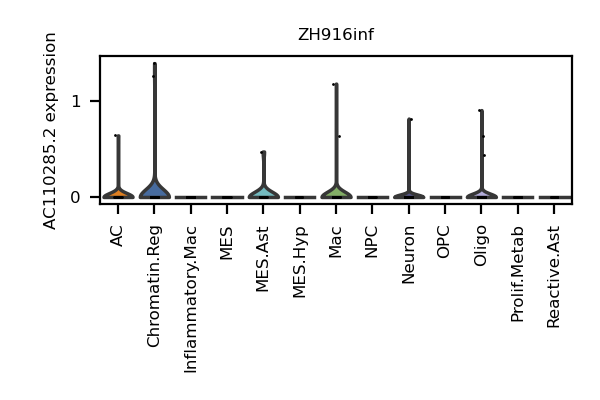 ZH916inf
AC110285.2 expression
1
0
AC
Chromatin.Reg
Inflammatory.Mac
MES
MES.Ast
MES.Hyp
Mac
NPC
Neuron
OPC
Oligo
Prolif.Metab
Reactive.Ast